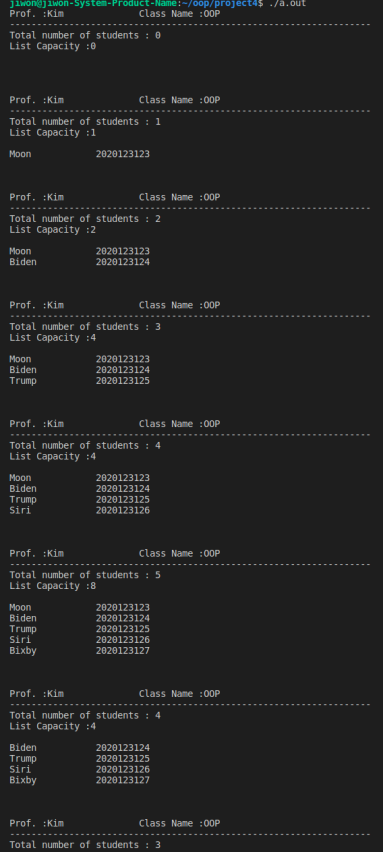 jiwon@jiwon-System-Product-Name:~/oop/project4$ ./a.out
Prof. :Kim              Class Name :OOP
-------------------------------------------------------------------
Total number of students : 0
List Capacity :0
Prof. :Kim              Class Name :OOP
-------------------------------------------------------------------
Total number of students : 1
List Capacity :1
Moon            2020123123
Prof. :Kim              Class Name :OOP
-------------------------------------------------------------------
Total number of students : 2
List Capacity :2
Moon            2020123123
Biden           2020123124
Prof. :Kim              Class Name :OOP
-------------------------------------------------------------------
Total number of students : 3
List Capacity :4
Moon            2020123123
Biden           2020123124
Trump           2020123125
Prof. :Kim              Class Name :OOP
-------------------------------------------------------------------
Total number of students : 4
List Capacity :4
Moon            2020123123
Biden           2020123124
Trump           2020123125
Siri            2020123126
Prof. :Kim              Class Name :OOP
-------------------------------------------------------------------
Total number of students : 5
List Capacity :8
Moon            2020123123
Biden           2020123124
Trump           2020123125
Siri            2020123126
Bixby           2020123127
Prof. :Kim              Class Name :OOP
-------------------------------------------------------------------
Total number of students : 4
List Capacity :4
Biden           2020123124
Trump           2020123125
Siri            2020123126
Bixby           2020123127
Prof. :Kim              Class Name :OOP
-------------------------------------------------------------------
Total number of students : 3